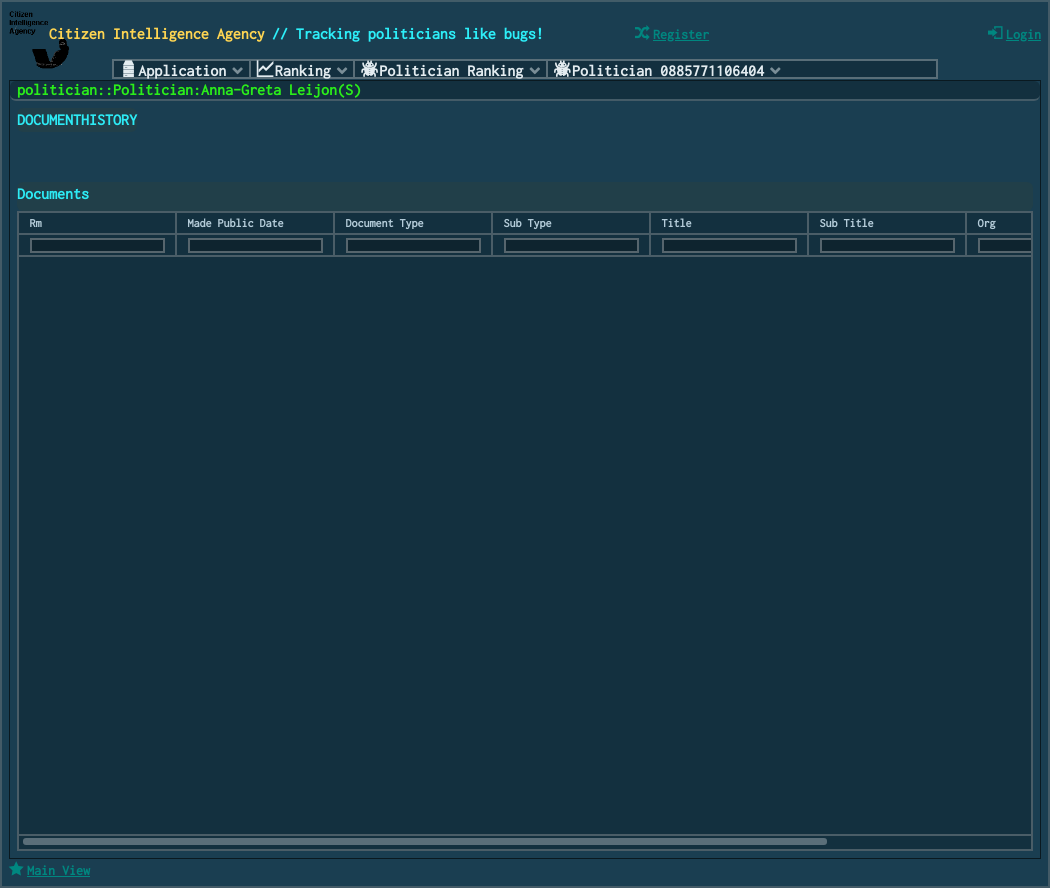 Citizen
Intelligence
Agency
Citizen Intelligence Agency // Tracking politicians like bugs!
Register
Login
Application
Ranking
Politician Ranking
Politician 0885771106404
politician::Politician:Anna-Greta Leijon(S)
DOCUMENTHISTORY
Documents
Rm
Made Public Date
Document Type
Sub Type
Title
Sub Title
Org
Main View